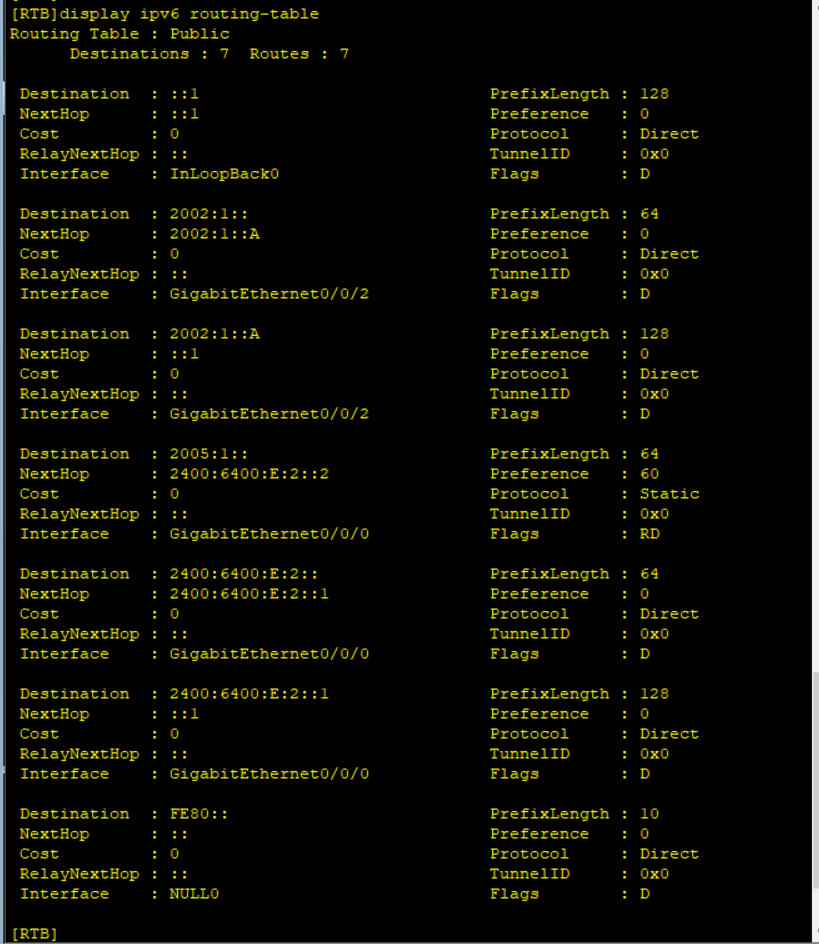 [RTB]display ipv6 routing-table
Routing Table : Public
Destinations : 7 Routes : 7
Destination : ::1 PrefixLength : 128
NextHop : ::1 Preference : 0
Cost : 0 Protocol : Direct
RelayNextHop : :: TunnelID : 0x0
Interface : InLoopBack0 Flags : D
Destination : 2002:1:: PrefixLength : 64
NextHop : 2002:1::A Preference : 0
Cost : 0 Protocol : Direct
RelayNextHop : :: TunnelID : 0x0
Interface : GigabitEthernet0/0/2 Flags : D
Destination : 2002:1::A PrefixLength : 128
NextHop : ::1 Preference : 0
Cost : 0 Protocol : Direct
RelayNextHop : :: TunnelID : 0x0
Interface : GigabitEthernet0/0/2 Flags : D
Destination : 2005:1:: PrefixLength : 64
NextHop : 2400:6400:E:2::2 Preference : 60
Cost : 0 Protocol : Static
RelayNextHop : :: TunnelID : 0x0
Interface : GigabitEthernet0/0/0 Flags : RD
Destination : 2400:6400:E:2:: PrefixLength : 64
NextHop : 2400:6400:E:2::1 Preference : 0
Cost : 0 Protocol : Direct
RelayNextHop : :: TunnelID : 0x0
Interface : GigabitEthernet0/0/0 Flags : D
Destination : 2400:6400:E:2::1 PrefixLength : 128
NextHop : ::1 Preference : 0
Cost : 0 Protocol : Direct
RelayNextHop : :: TunnelID : 0x0
Interface : GigabitEthernet0/0/0 Flags : D
Destination : FE80:: PrefixLength : 10
NextHop : :: Preference : 0
Cost : 0 Protocol : Direct
RelayNextHop : :: TunnelID : 0x0
Interface : NULL0 Flags : D
[RTB]